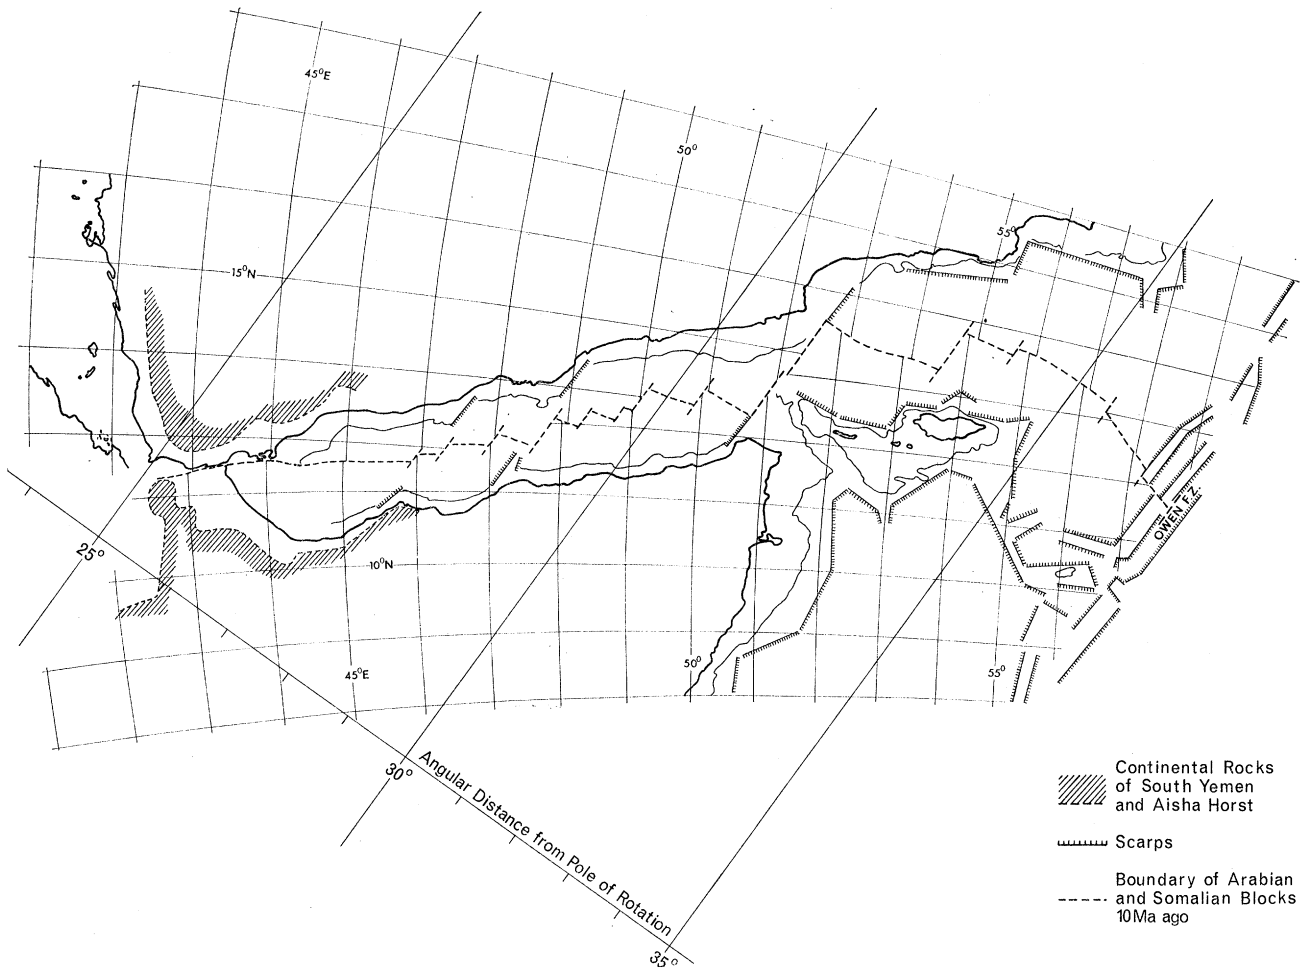 45°E
50°
55°
15°N
OWEN F.Z.
25°
10°N
45°E
50°
55°
30°
Angular Distance from Pole of Rotation
35°
Continental Rocks
of South Yemen
and Aisha Horst
Scarps
Boundary of Arabian
and Somalian Blocks
10Ma ago